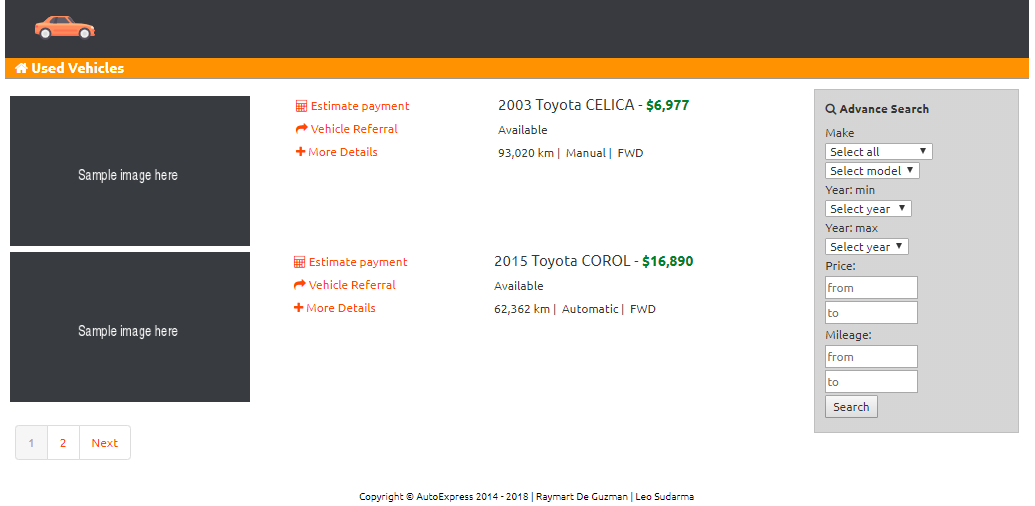 Used Vehicles
Sample image here
Estimate payment
Vehicle Referral
More Details
2003 Toyota CELICA - $6,977
Available
93,020 km | Manual | FWD
Sample image here
Estimate payment
Vehicle Referral
More Details
2015 Toyota COROL - $16,890
Available
62,362 km | Automatic | FWD
1 2 Next
Advance Search
Make
Select all
Select model
Year: min
Select year
Year: max
Select year
Price:
from
to
Mileage:
from
to
Search
Copyright © AutoExpress 2014 - 2018 | Raymart De Guzman | Leo Sudarma